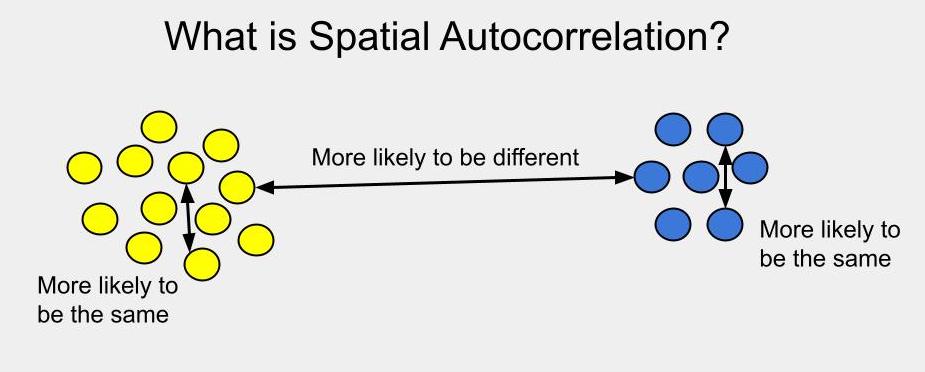 What is Spatial Autocorrelation?
More likely to be different
More likely to
be the same
More likely to
be the same